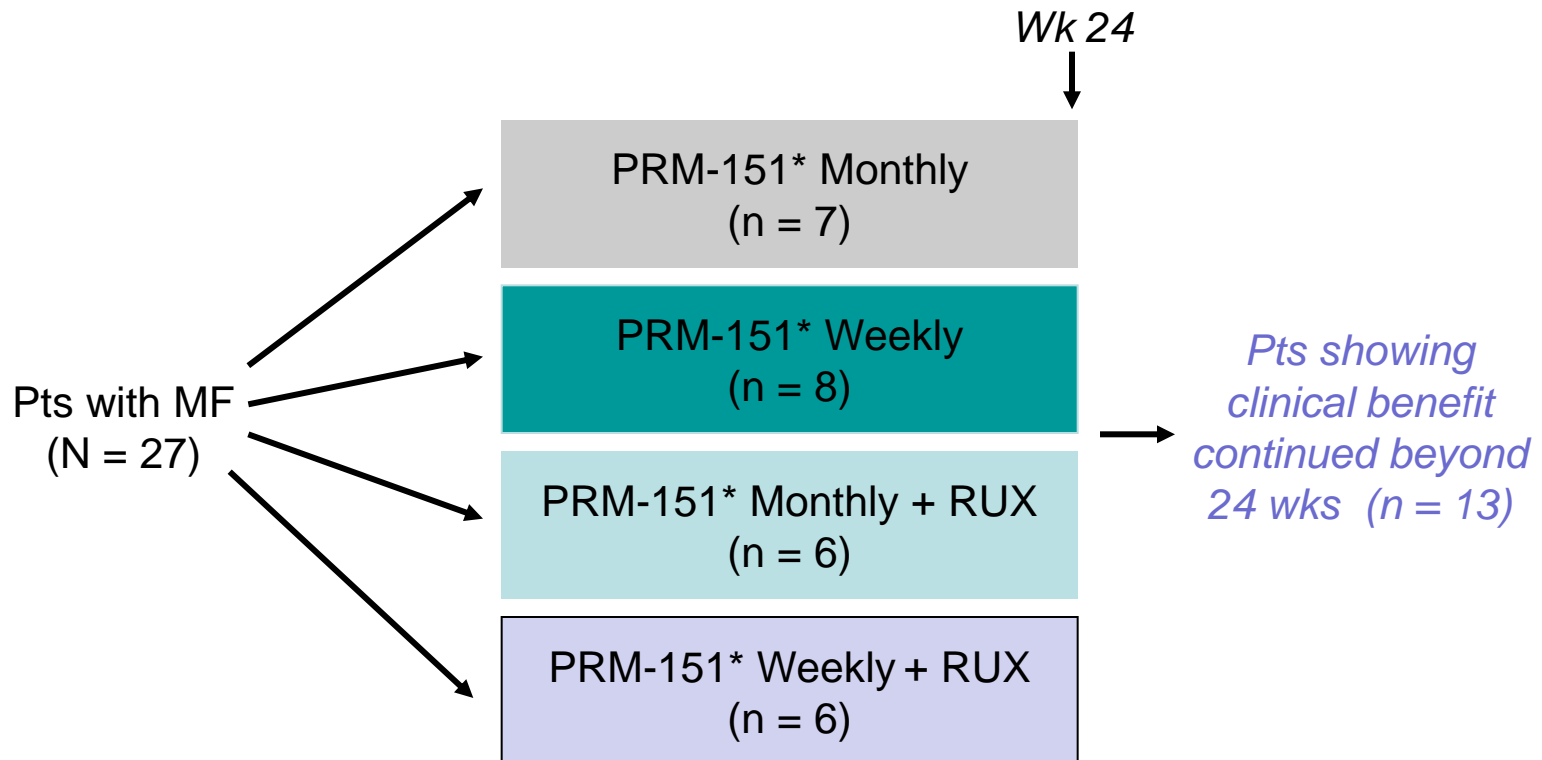 Wk 24
PRM-151* Monthly
(n = 7)
PRM-151* Weekly
(n = 8)
Pts with MF
(N = 27)
PRM-151* Monthly + RUX
(n = 6)
PRM-151* Weekly + RUX
(n = 6)
Pts showing
clinical benefit
continued beyond
24 wks (n = 13)